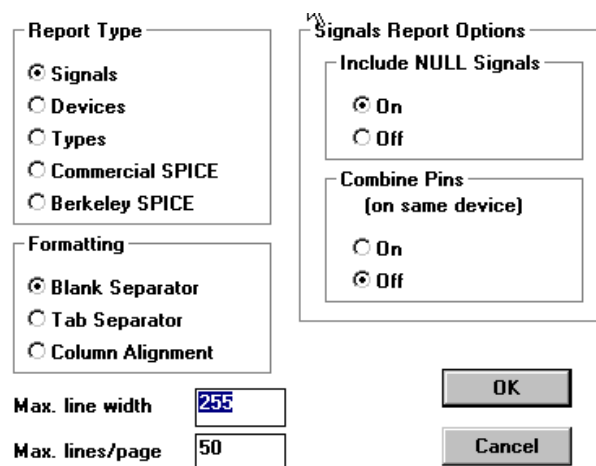 Report Type
Signals
Devices
Types
Commercial SPICE
Berkeley SPICE
Formatting
Blank Separator
Tab Separator
Column Alignment
Max. line width 255
Max. lines/page 50
Signals Report Options
Include NULL Signals
On
Off
Combine Pins
(on same device)
On
Off
OK
Cancel